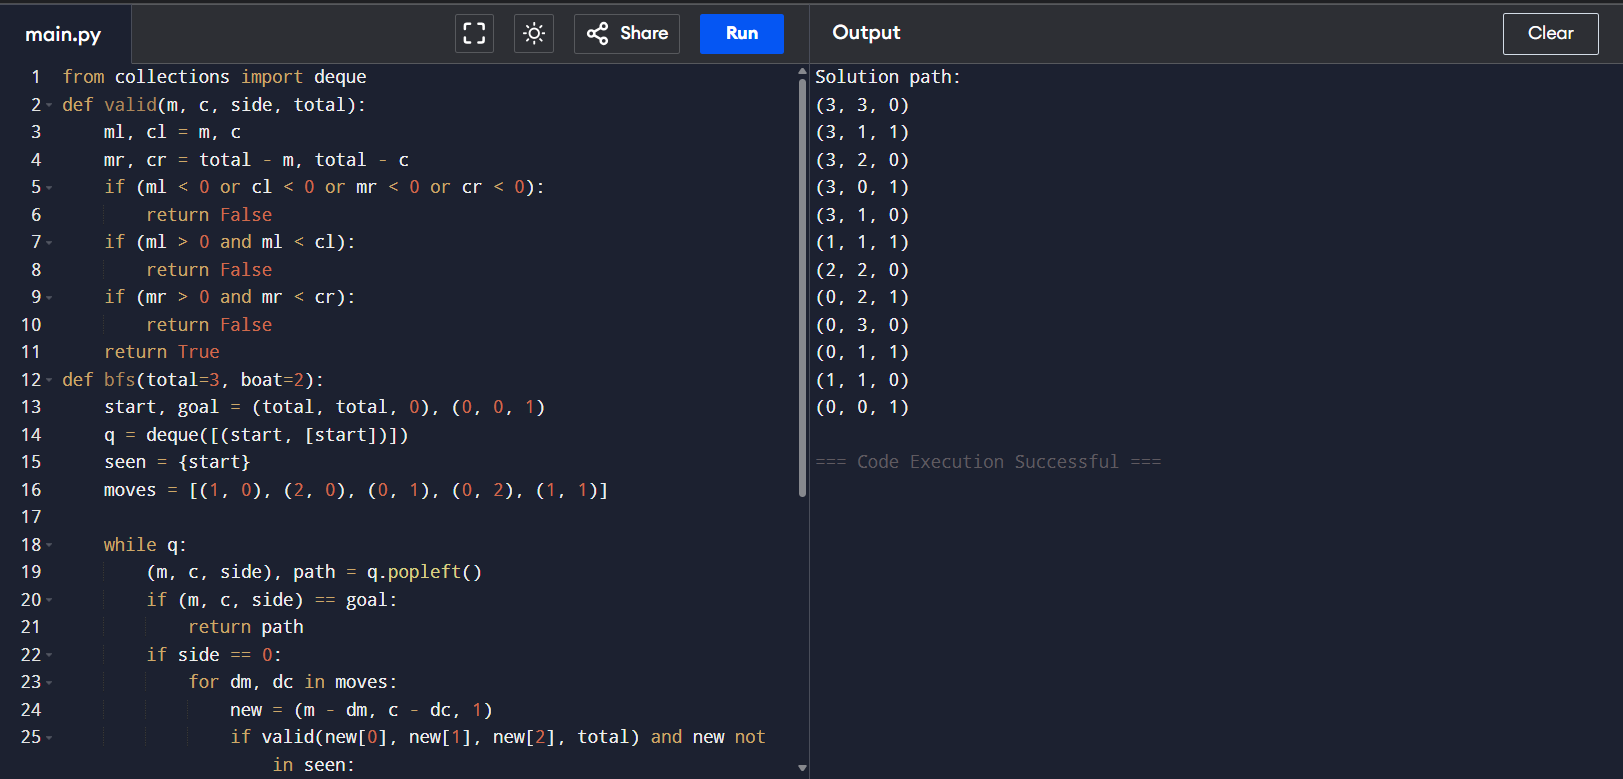 main.py
Share
Run
Output
Clear
1 from collections import deque
2 def valid(m, c, side, total):
3     ml, cl = m, c
4     mr, cr = total - m, total - c
5     if (ml < 0 or cl < 0 or mr < 0 or cr < 0):
6         return False
7     if (ml > 0 and ml < cl):
8         return False
9     if (mr > 0 and mr < cr):
10         return False
11     return True
12 def bfs(total=3, boat=2):
13     start, goal = (total, total, 0), (0, 0, 1)
14     q = deque([(start, [start])])
15     seen = {start}
16     moves = [(1, 0), (2, 0), (0, 1), (0, 2), (1, 1)]
17
18     while q:
19         (m, c, side), path = q.popleft()
20         if (m, c, side) == goal:
21             return path
22         if side == 0:
23             for dm, dc in moves:
24                 new = (m - dm, c - dc, 1)
25                 if valid(new[0], new[1], new[2], total) and new not
                    in seen:
Solution path:
(3, 3, 0)
(3, 1, 1)
(3, 2, 0)
(3, 0, 1)
(3, 1, 0)
(1, 1, 1)
(2, 2, 0)
(0, 2, 1)
(0, 3, 0)
(0, 1, 1)
(1, 1, 0)
(0, 0, 1)
=== Code Execution Successful ===